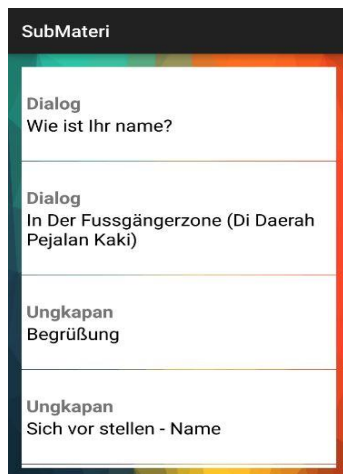 SubMateri
Dialog
Wie ist Ihr name?
Dialog
In Der Fussgängerzone (Di Daerah
Pejalan Kaki)
Ungkapan
Begrüßung
Ungkapan
Sich vor stellen - Name